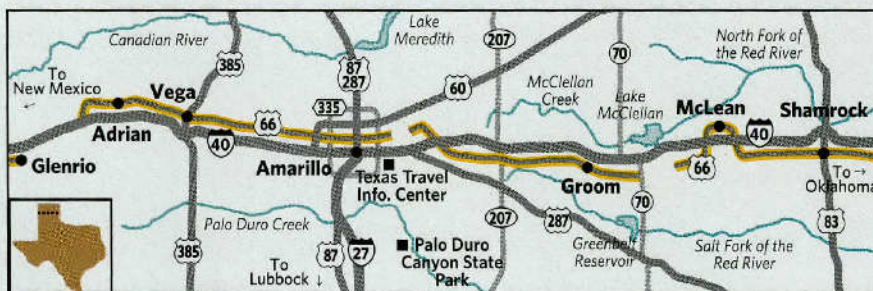 Canadian River
Lake
Meredith
207
70
North Fork of
the Red River
To
New Mexico
←
385
87
287
60
Vega
335
McClellan
Creek
Lake
McClellan
McLean
Shamrock
66
40
40
Adrian
Glenrio
Amarillo
Texas Travel
Info. Center
Groom
66
To →
Oklahoma
70
Palo Duro Creek
207
287
83
385
To
Lubbock ↓
87
27
Palo Duro
Canyon State
Park
Greenbelt
Reservoir
Salt Fork of the
Red River